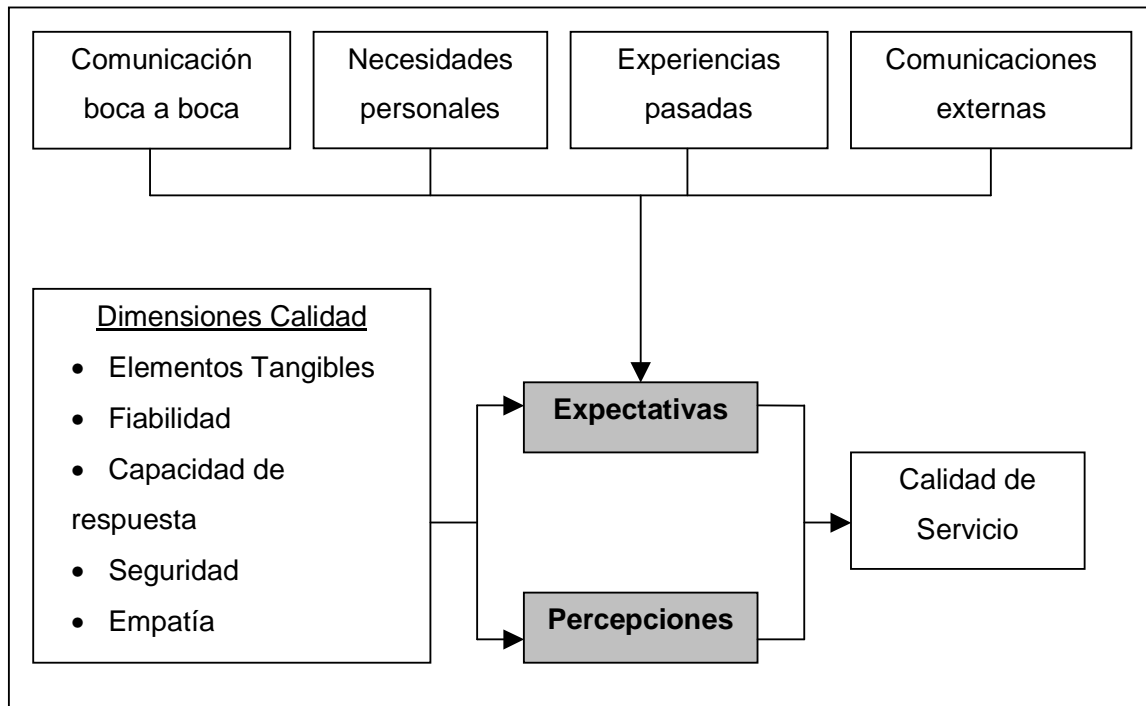 Comunicación
boca a boca
Necesidades
personales
Experiencias
pasadas
Comunicaciones
externas
Dimensiones Calidad
• Elementos Tangibles
• Fiabilidad
• Capacidad de
respuesta
• Seguridad
• Empatía
Expectativas
Percepciones
Calidad de
Servicio